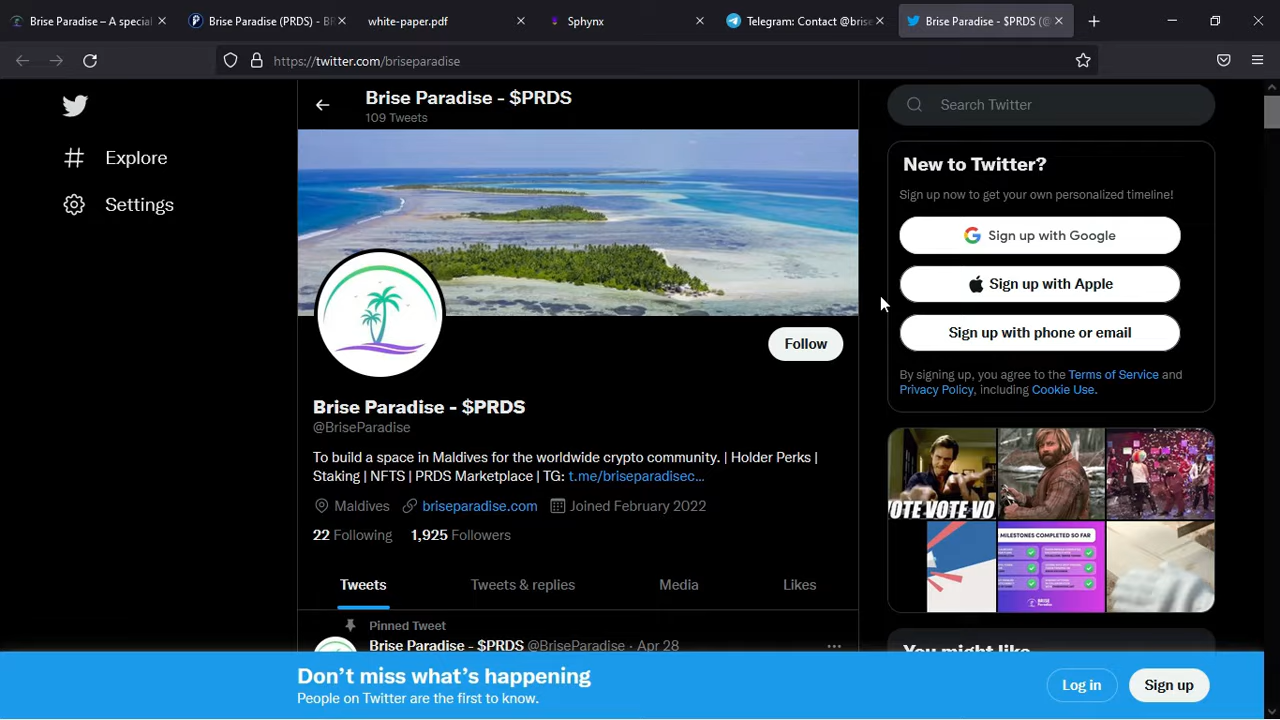 Brise Paradise – A special
Brise Paradise (PRDS) - BR
white-paper.pdf
Sphynx
Telegram: Contact @brise
Brise Paradise - $PRDS (@
https://twitter.com/briseparadise
Explore
Settings
Brise Paradise - $PRDS
109 Tweets
Follow
Brise Paradise - $PRDS
@BriseParadise
To build a space in Maldives for the worldwide crypto community. | Holder Perks |
Staking | NFTS | PRDS Marketplace | TG: t.me/briseparadisec...
Maldives briseparadise.com Joined February 2022
22 Following 1,925 Followers
Tweets Tweets & replies Media Likes
Pinned Tweet
Brise Paradise - $PRDS @BriseParadise · Apr 28
Search Twitter
New to Twitter?
Sign up now to get your own personalized timeline!
Sign up with Google
Sign up with Apple
Sign up with phone or email
By signing up, you agree to the Terms of Service and
Privacy Policy, including Cookie Use.
VOTE VOTE VO
MILESTONES COMPLETED SO FAR
BRISE
Paradise
You might like
Don't miss what's happening
People on Twitter are the first to know.
Log in
Sign up